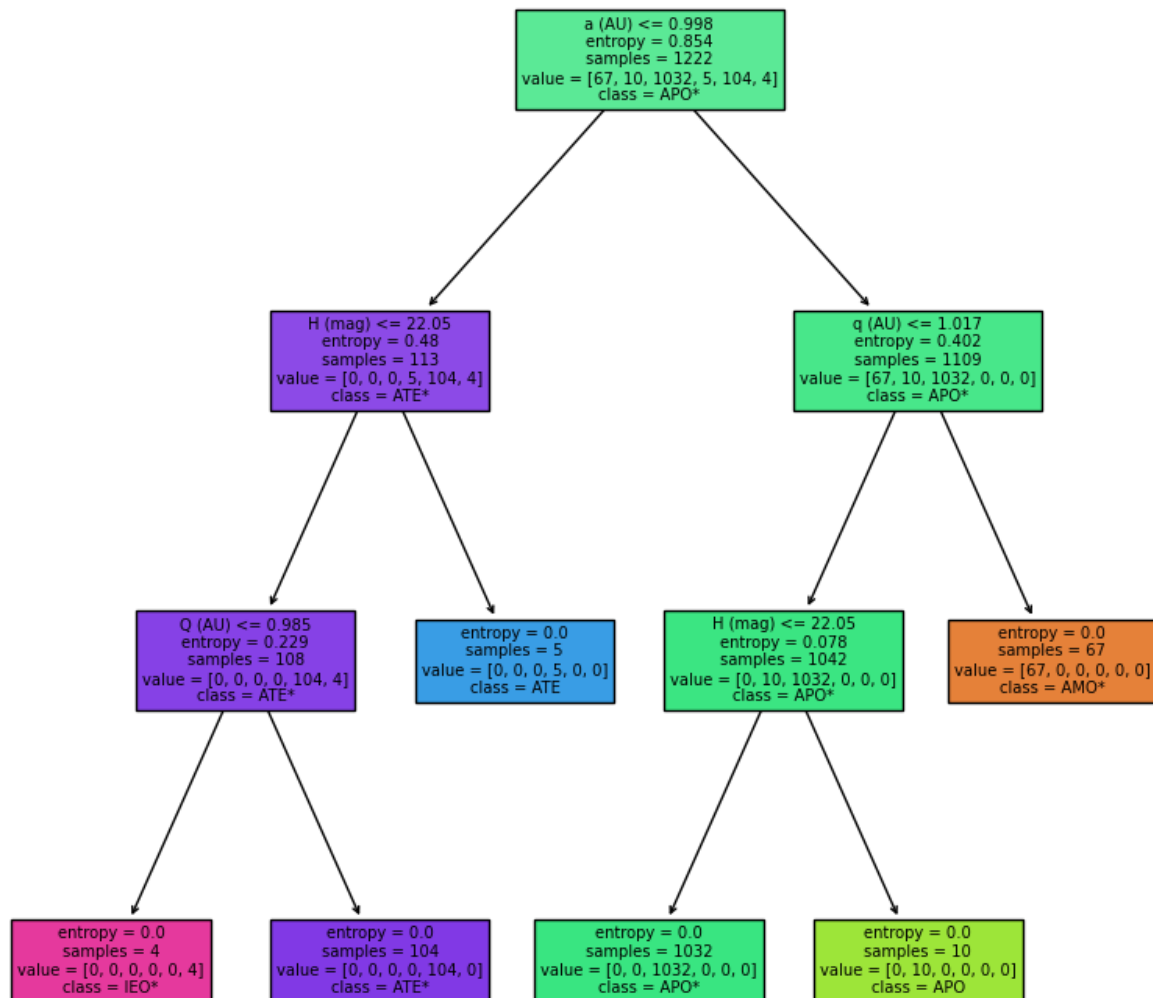 a (AU) <= 0.998
entropy = 0.854
samples = 1222
value = [67, 10, 1032, 5, 104, 4]
class = APO*
H (mag) <= 22.05
entropy = 0.48
samples = 113
value = [0, 0, 0, 5, 104, 4]
class = ATE*
q (AU) <= 1.017
entropy = 0.402
samples = 1109
value = [67, 10, 1032, 0, 0, 0]
class = APO*
Q (AU) <= 0.985
entropy = 0.229
samples = 108
value = [0, 0, 0, 0, 104, 4]
class = ATE*
entropy = 0.0
samples = 5
value = [0, 0, 0, 5, 0, 0]
class = ATE
H (mag) <= 22.05
entropy = 0.078
samples = 1042
value = [0, 10, 1032, 0, 0, 0]
class = APO*
entropy = 0.0
samples = 67
value = [67, 0, 0, 0, 0, 0]
class = AMO*
entropy = 0.0
samples = 4
value = [0, 0, 0, 0, 0, 4]
class = IEO*
entropy = 0.0
samples = 104
value = [0, 0, 0, 0, 104, 0]
class = ATE*
entropy = 0.0
samples = 1032
value = [0, 0, 1032, 0, 0, 0]
class = APO*
entropy = 0.0
samples = 10
value = [0, 10, 0, 0, 0, 0]
class = APO